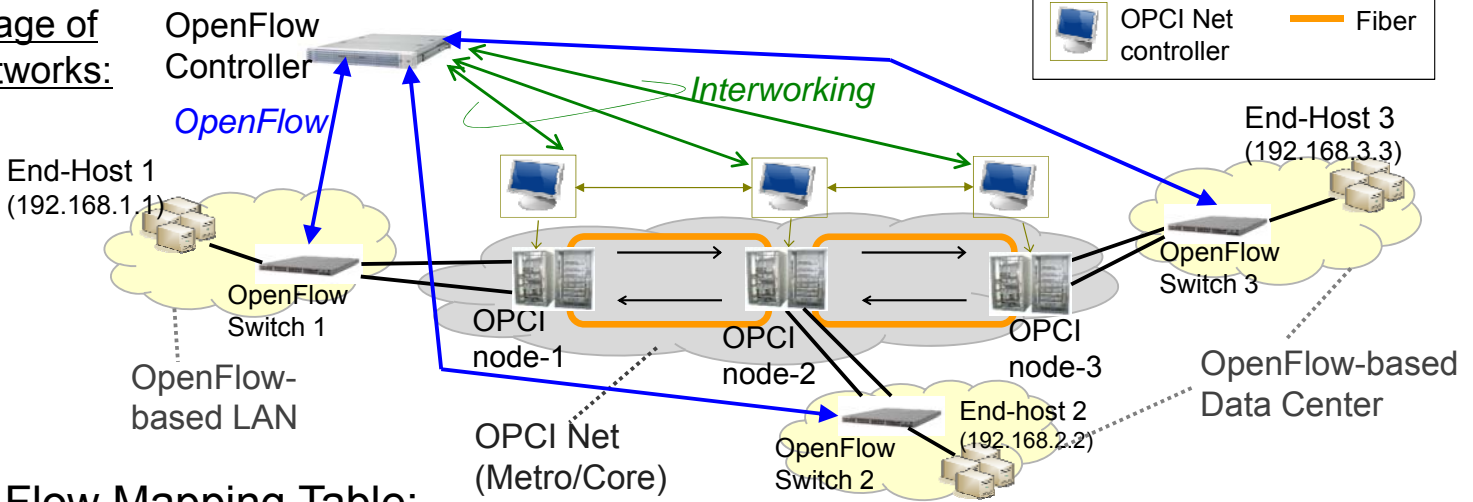 age of
tworks:
OpenFlow
Controller
OPCI Net
controller
Fiber
Interworking
OpenFlow
End-Host 1
(192.168.1.1)
End-Host 3
(192.168.3.3)
OpenFlow
Switch 1
OpenFlow
Switch 3
OPCI
node-1
OPCI
node-2
OPCI
node-3
OpenFlow-
based LAN
OPCI Net
(Metro/Core)
OpenFlow
Switch 2
End-host 2
(192.168.2.2)
OpenFlow-based
Data Center
Flow Mapping Table: